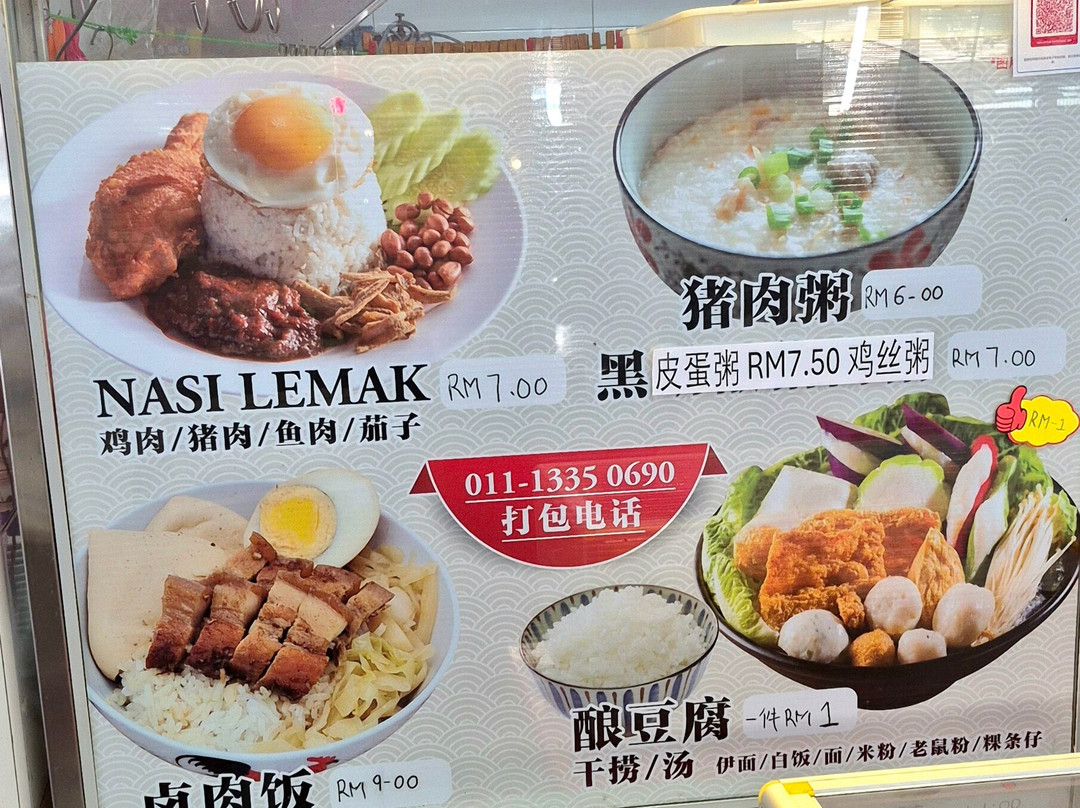 猪肉粥 RM6-00
NASI LEMAK RM7.00
鸡肉/猪肉/鱼肉/茄子
黑 皮蛋粥 RM7.50 鸡丝粥 RM7.00
RM-1
011-1335 0690
打包电话
酿豆腐 一件RM1
干捞/汤 伊面/白饭/面/米粉/老鼠粉/粿条仔
卤肉饭 RM9-00